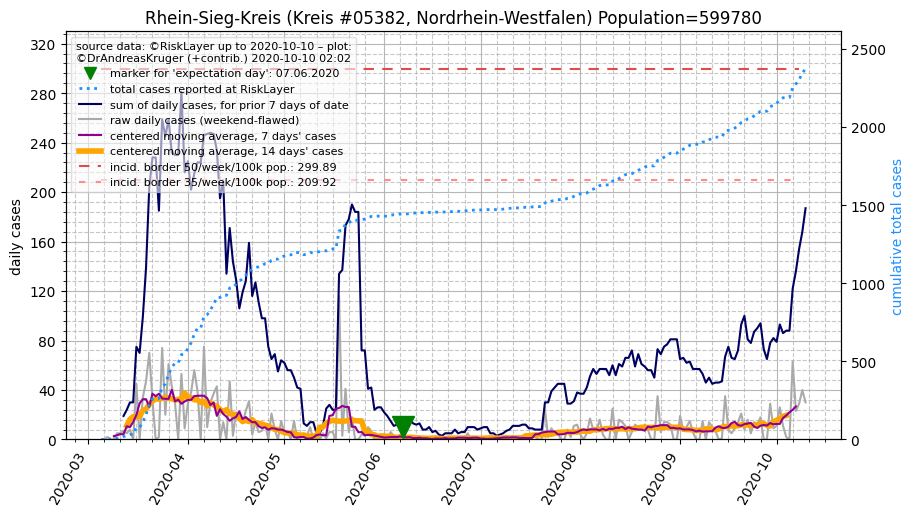 Rhein-Sieg-Kreis (Kreis #05382, Nordrhein-Westfalen) Population=599780
source data: ©RiskLayer up to 2020-10-10 – plot:
©DrAndreasKruger (+contrib.) 2020-10-10 02:02
marker for 'expectation day': 07.06.2020
total cases reported at RiskLayer
sum of daily cases, for prior 7 days of date
raw daily cases (weekend-flawed)
centered moving average, 7 days' cases
centered moving average, 14 days' cases
incid. border 50/week/100k pop.: 299.89
incid. border 35/week/100k pop.: 209.92
daily cases
320
280
240
200
160
120
80
40
0
cumulative total cases
2500
2000
1500
1000
500
0
2020-03
2020-04
2020-05
2020-06
2020-07
2020-08
2020-09
2020-10